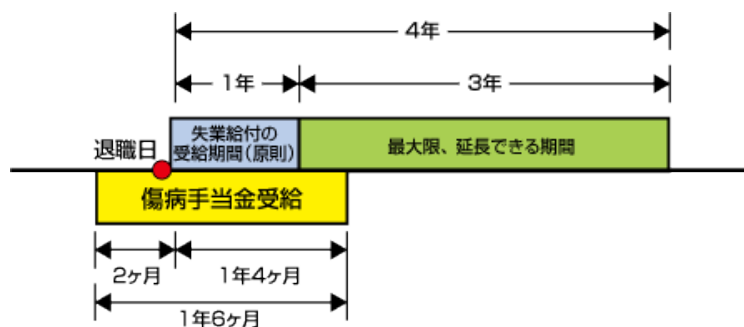 4年
1年
3年
退職日
失業給付の
受給期間(原則)
最大限、延長できる期間
傷病手当金受給
2ヶ月
1年4ヶ月
1年6ヶ月